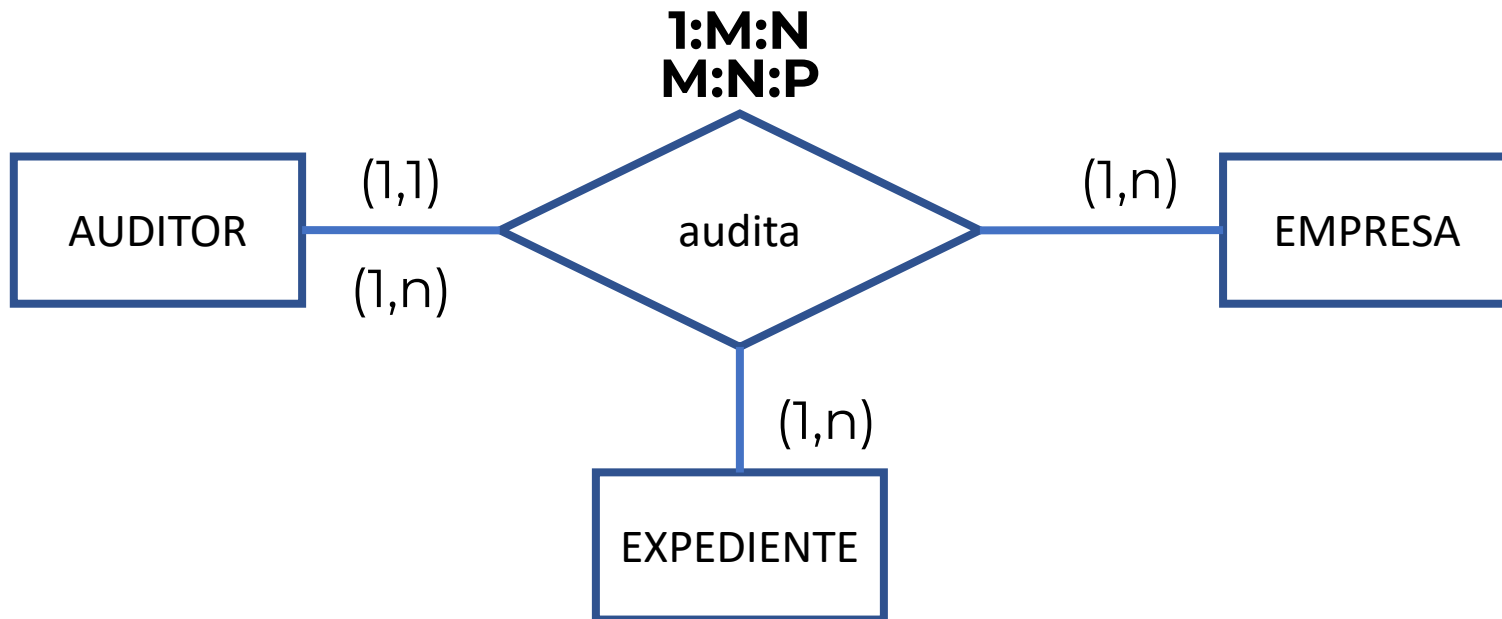 1:M:N
M:N:P
AUDITOR
(1,1)
(1,n)
audita
(1,n)
EMPRESA
(1,n)
EXPEDIENTE